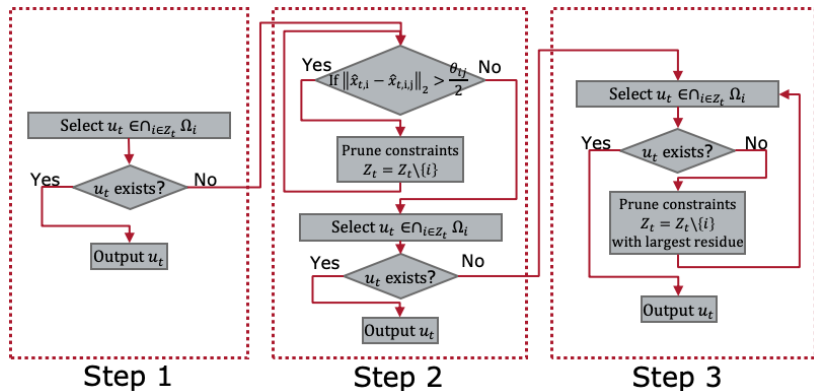 Select u_t ∈∩_{i∈Z_t} Ω_i
u_t exists?
Yes
No
Output u_t
Step 1
Yes
If ‖x̂_{t,i} − x̂_{t,i,j}‖_2 > θ_{ij}/2
No
Prune constraints
Z_t = Z_t\{i}
Select u_t ∈∩_{i∈Z_t} Ω_i
Yes
u_t exists?
No
Output u_t
Step 2
Select u_t ∈∩_{i∈Z_t} Ω_i
Yes
u_t exists?
No
Prune constraints
Z_t = Z_t\{i}
with largest residue
Output u_t
Step 3